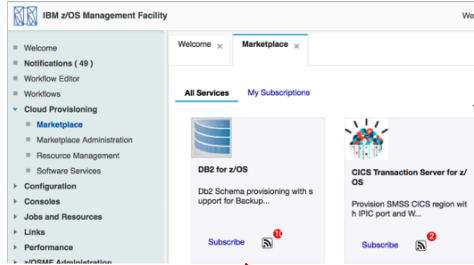 IBM z/OS Management Facility
We
Welcome
Notifications ( 49 )
Workflow Editor
Workflows
Cloud Provisioning
Marketplace
Marketplace Administration
Resource Management
Software Services
Configuration
Consoles
Jobs and Resources
Links
Performance
z/OSMF Administration
Welcome ×
Marketplace ×
All Services
My Subscriptions
DB2 for z/OS
Db2 Schema provisioning with s
upport for Backup...
Subscribe
CICS Transaction Server for z/
OS
Provision SMSS CICS region wit
h IPIC port and W...
Subscribe
2